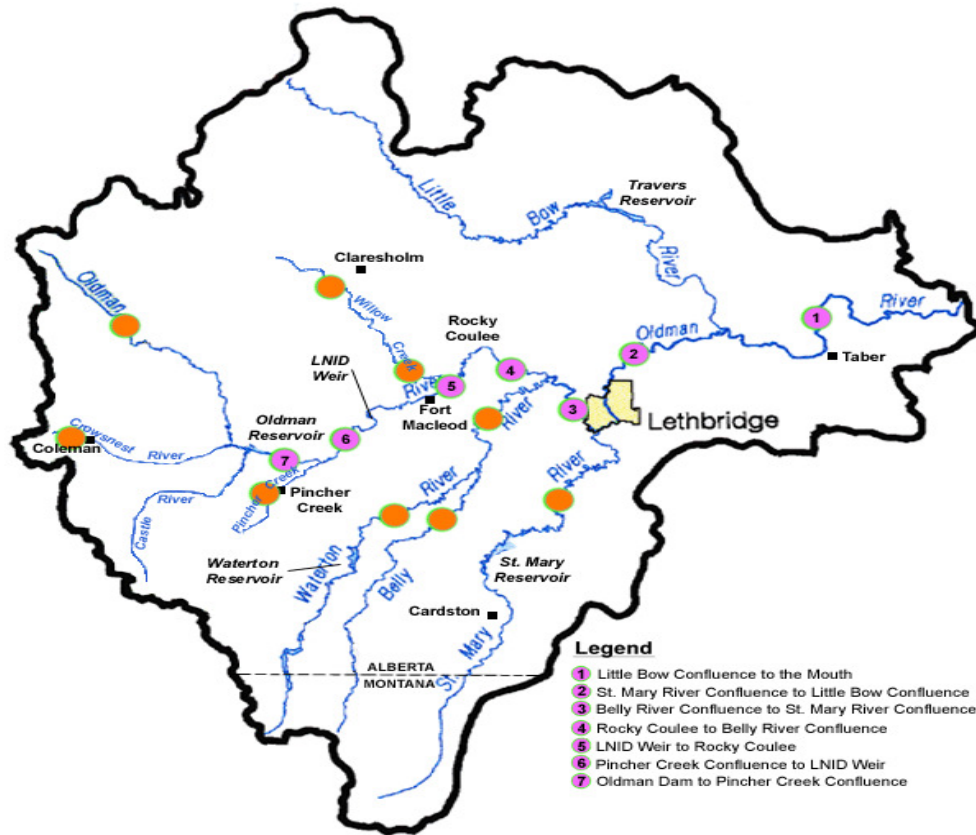 Little
Bow
River
Travers
Reservoir
Claresholm
Oldman
Willow
Creek
Rocky
Coulee
LNID
Weir
River
Fort
Macleod
Oldman
River
1
2
3
4
5
6
7
Taber
Lethbridge
Oldman
Reservoir
Coleman
Crowsnest
River
Pincher Creek
Pincher
Creek
Castle
River
River
River
River
Waterton
Reservoir
Waterton
Belly
St. Mary
Reservoir
Cardston
St. Mary
ALBERTA
MONTANA
Legend
1 Little Bow Confluence to the Mouth
2 St. Mary River Confluence to Little Bow Confluence
3 Belly River Confluence to St. Mary River Confluence
4 Rocky Coulee to Belly River Confluence
5 LNID Weir to Rocky Coulee
6 Pincher Creek Confluence to LNID Weir
7 Oldman Dam to Pincher Creek Confluence